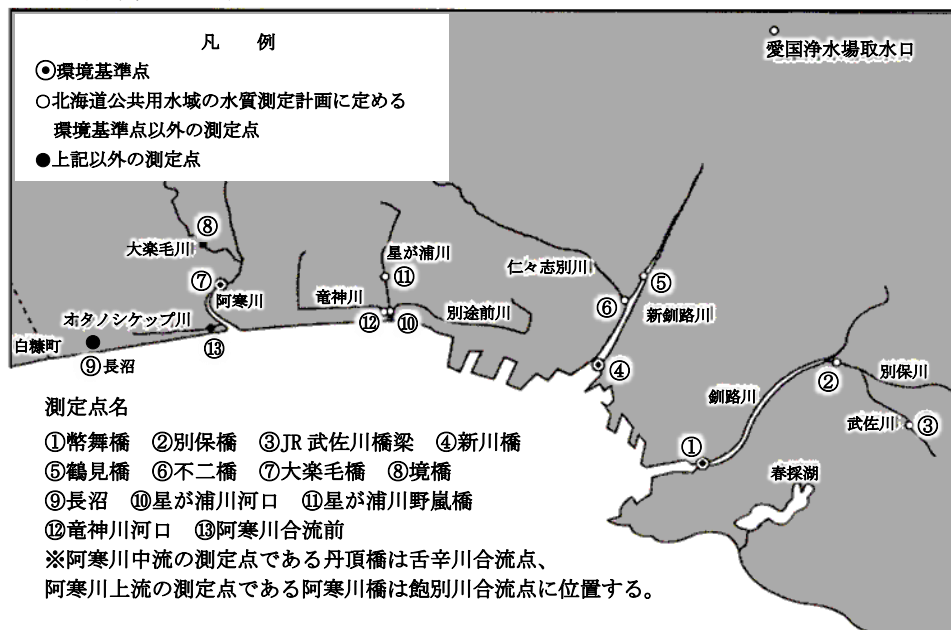 凡　例
◉環境基準点
○北海道公共用水域の水質測定計画に定める
環境基準点以外の測定点
●上記以外の測定点
愛国浄水場取水口
⑧
大楽毛川
星が浦川
⑪
仁々志別川
⑤
⑦
阿寒川
竜神川
別途前川
⑥
新釧路川
オタノシケップ川
⑫
⑩
白糠町
⑬
⑨長沼
④
②
別保川
釧路川
武佐川
③
①
春採湖
測定点名
①幣舞橋　②別保橋　③JR 武佐川橋梁　④新川橋
⑤鶴見橋　⑥不二橋　⑦大楽毛橋　⑧境橋
⑨長沼　⑩星が浦川河口　⑪星が浦川野嵐橋
⑫竜神川河口　⑬阿寒川合流前
※阿寒川中流の測定点である丹頂橋は舌辛川合流点、
阿寒川上流の測定点である阿寒川橋は飽別川合流点に位置する。